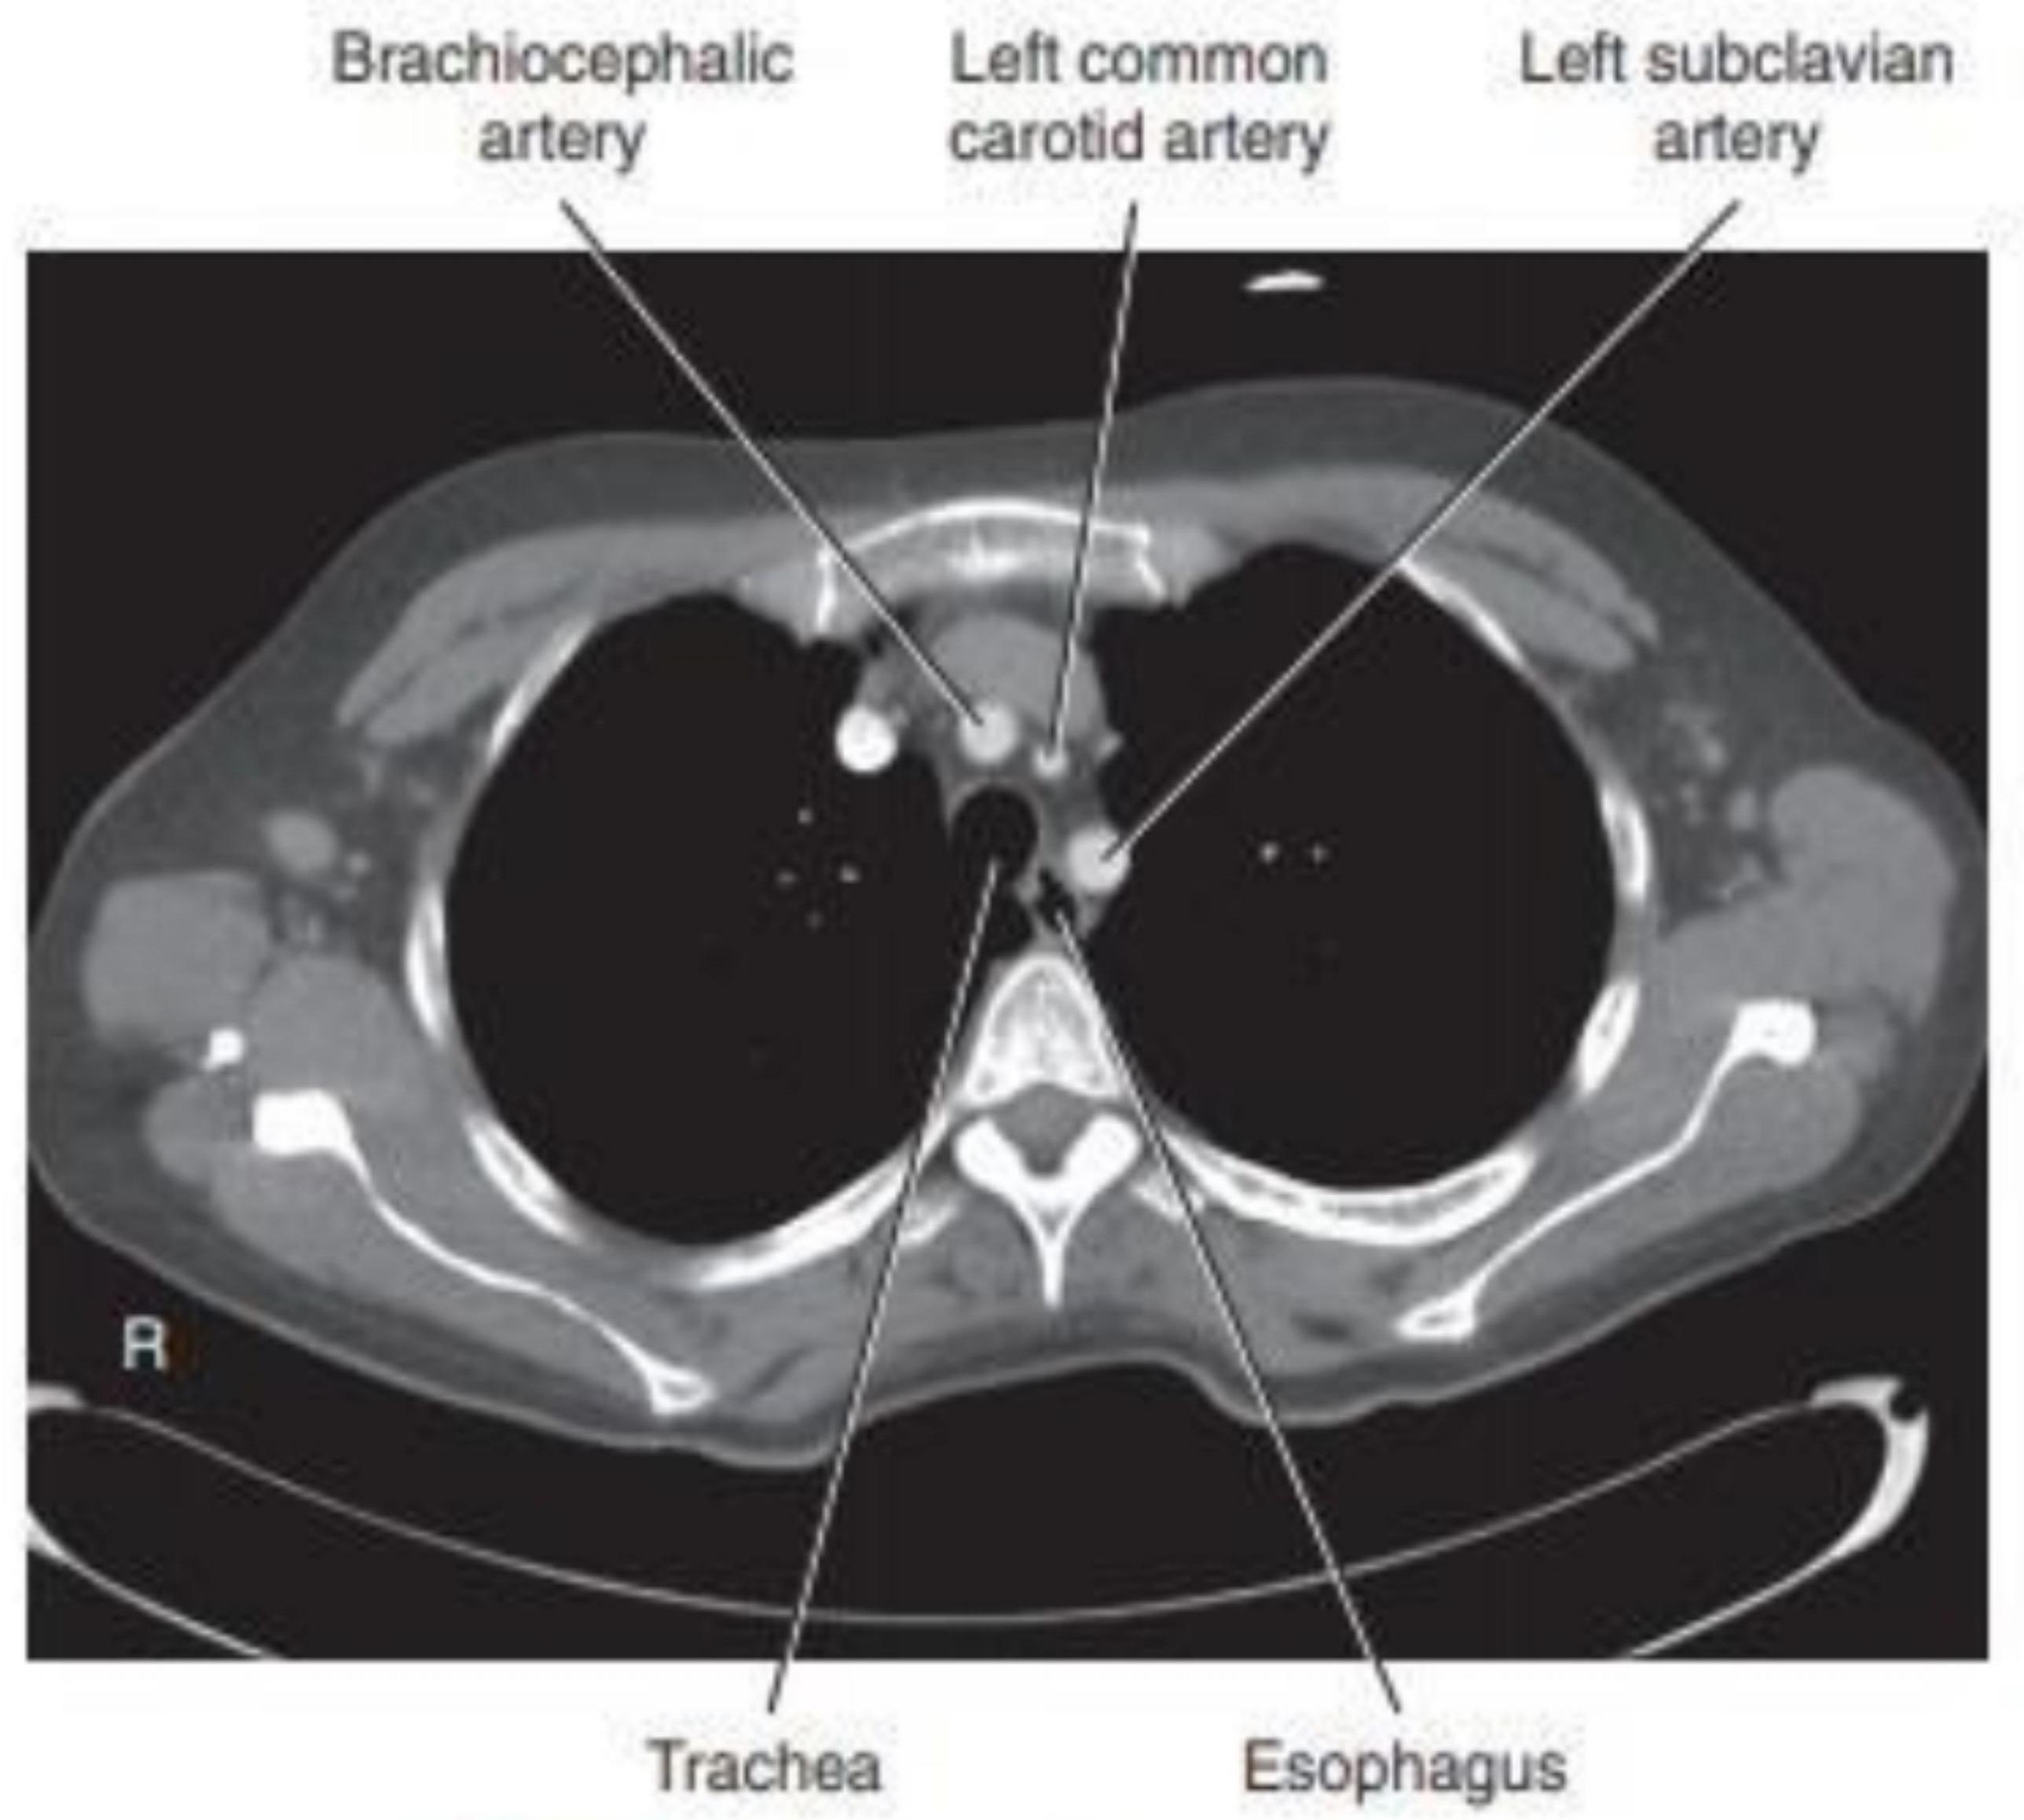 Brachiocephalic
artery
Left common
carotid artery
Left subclavian
artery
R
Trachea
Esophagus